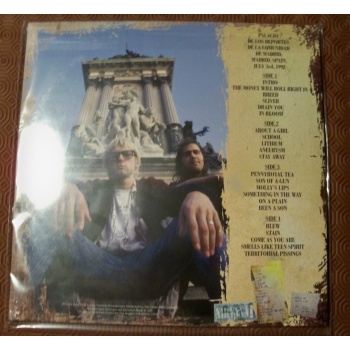 PALACIO
DE LOS DEPORTES
DE LA COMUNIDAD
DE MADRID,
MADRID, SPAIN,
JULY 3rd, 1992
SIDE 1
INTRO
THE MONEY WILL ROLL RIGHT IN
BREED
SLIVER
DRAIN YOU
IN BLOOM
SIDE 2
ABOUT A GIRL
SCHOOL
LITHIUM
ANEURYSM
STAY AWAY
SIDE 3
PENNYROYAL TEA
SON OF A GUN
MOLLY'S LIPS
SOMETHING IN THE WAY
ON A PLAIN
BEEN A SON
SIDE 4
BLEW
STAIN
COME AS YOU ARE
SMELLS LIKE TEEN SPIRIT
TERRITORIAL PISSINGS